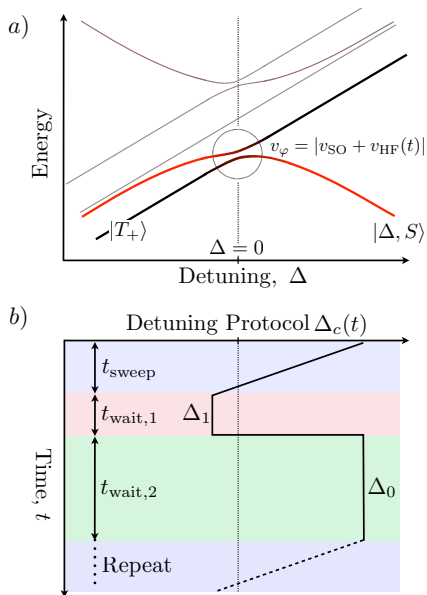 a)
Energy
v_φ = |v_SO + v_HF(t)|
|T_+⟩
Δ = 0
|Δ, S⟩
Detuning, Δ
b)
Detuning Protocol Δ_c(t)
t_sweep
t_wait,1
Δ_1
t_wait,2
Δ_0
Time, t
Repeat